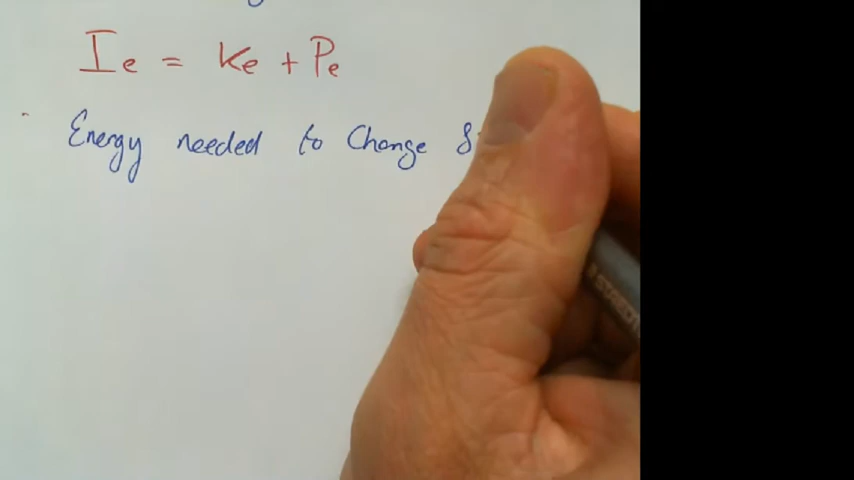 Ie = Ke + Pe
Energy needed to Change